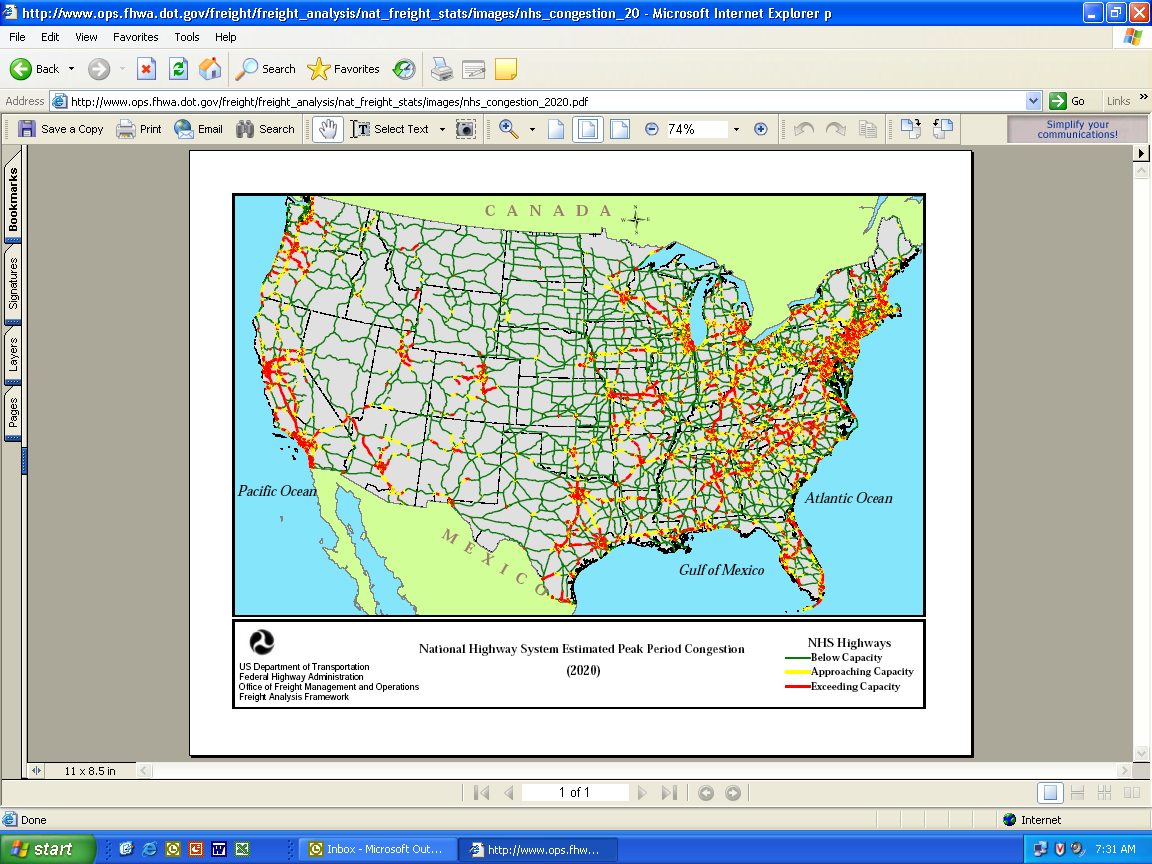 http://www.ops.fhwa.dot.gov/freight/freight_analysis/nat_freight_stats/images/nhs_congestion_20 - Microsoft Internet Explorer p
File Edit View Favorites Tools Help
Back Search Favorites
Address http://www.ops.fhwa.dot.gov/freight/freight_analysis/nat_freight_stats/images/nhs_congestion_2020.pdf Go Links »
Save a Copy Print Email Search Select Text 74% Simplify your
communications!
Bookmarks
Signatures
Layers
Pages
CANADA
N
W E
S
Pacific Ocean
Atlantic Ocean
MEXICO
Gulf of Mexico
US Department of Transportation
Federal Highway Administration
Office of Freight Management and Operations
Freight Analysis Framework
National Highway System Estimated Peak Period Congestion
(2020)
NHS Highways
Below Capacity
Approaching Capacity
Exceeding Capacity
11 x 8.5 in
1 of 1
Done Internet
start Inbox - Microsoft Out... http://www.ops.fhw... 7:31 AM